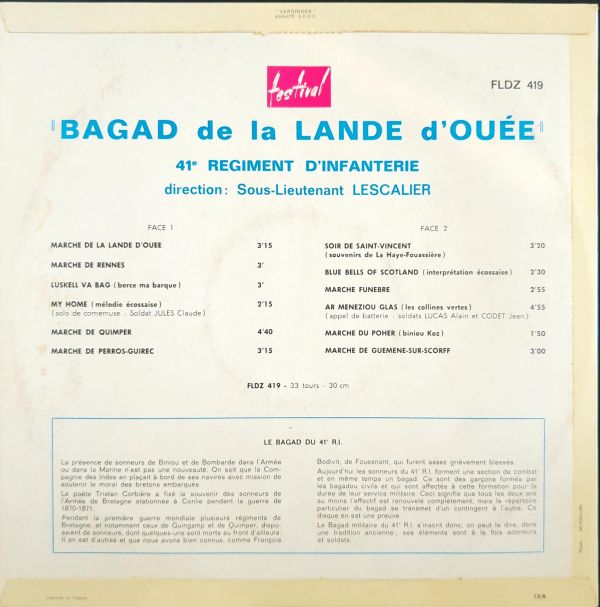 "VERSINDEX"
BREVETÉ S.G.D.G.
festival
FLDZ 419
"BAGAD de la LANDE d'OUÉE"
41e REGIMENT D'INFANTERIE
direction: Sous-Lieutenant LESCALIER
FACE 1
MARCHE DE LA LANDE D'OUEE 3'15
MARCHE DE RENNES 3'
LUSKELL VA BAG (berce ma barque) 3'
MY HOME (mélodie écossaise) 2'15
(solo de cornemuse : Soldat JULES Claude)
MARCHE DE QUIMPER 4'40
MARCHE DE PERROS-GUIREC 3'15
FACE 2
SOIR DE SAINT-VINCENT 3'20
(souvenirs de La Haye-Fouassière)
BLUE BELLS OF SCOTLAND (interprétation écossaise) 2'30
MARCHE FUNEBRE 2'55
AR MENEZIOU GLAS (les collines vertes) 4'55
(appel de batterie : soldats LUCAS Alain et CODET Jean)
MARCHE DU POHER (biniou Koz) 1'50
MARCHE DE GUEMENE-SUR-SCORFF 3'00
FLDZ 419 - 33 tours - 30 cm
LE BAGAD DU 41e R.I.
La présence de sonneurs de Biniou et de Bombarde dans l'Armée
ou dans la Marine n'est pas une nouveauté. On sait que la Com-
pagnie des Indes en plaçait à bord de ses navires avec mission de
soutenir le moral des bretons embarqués.
Le poète Tristan Corbière a fixé le souvenir des sonneurs de
l'Armée de Bretagne stationnée à Conlie pendant la guerre de
1870-1871.
Pendant la première guerre mondiale plusieurs régiments de
Bretagne, et notamment ceux de Guingamp et de Quimper, dispo-
saient de sonneurs, dont quelques-uns sont morts au front d'ailleurs.
Il en est d'autres et que nous avons bien connus, comme François
Bodivit, de Fouesnant, qui furent assez grièvement blessés.
Aujourd'hui les sonneurs du 41e R.I. forment une section de combat
et en même temps un bagad. Ce sont des garçons formés par
les bagadou civils et qui sont affectés à cette formation pour la
durée de leur service militaire. Ceci signifie que tous les deux ans
au moins l'effectif est renouvelé complètement, mais le répertoire
particulier du bagad se transmet d'un contingent à l'autre. Ce
disque en est une preuve.
Le Bagad militaire du 41e R.I. s'inscrit donc, on peut le dire, dans
une tradition ancienne : ses éléments sont à la fois sonneurs
et soldats.
Imprimé en France
I.D.N.